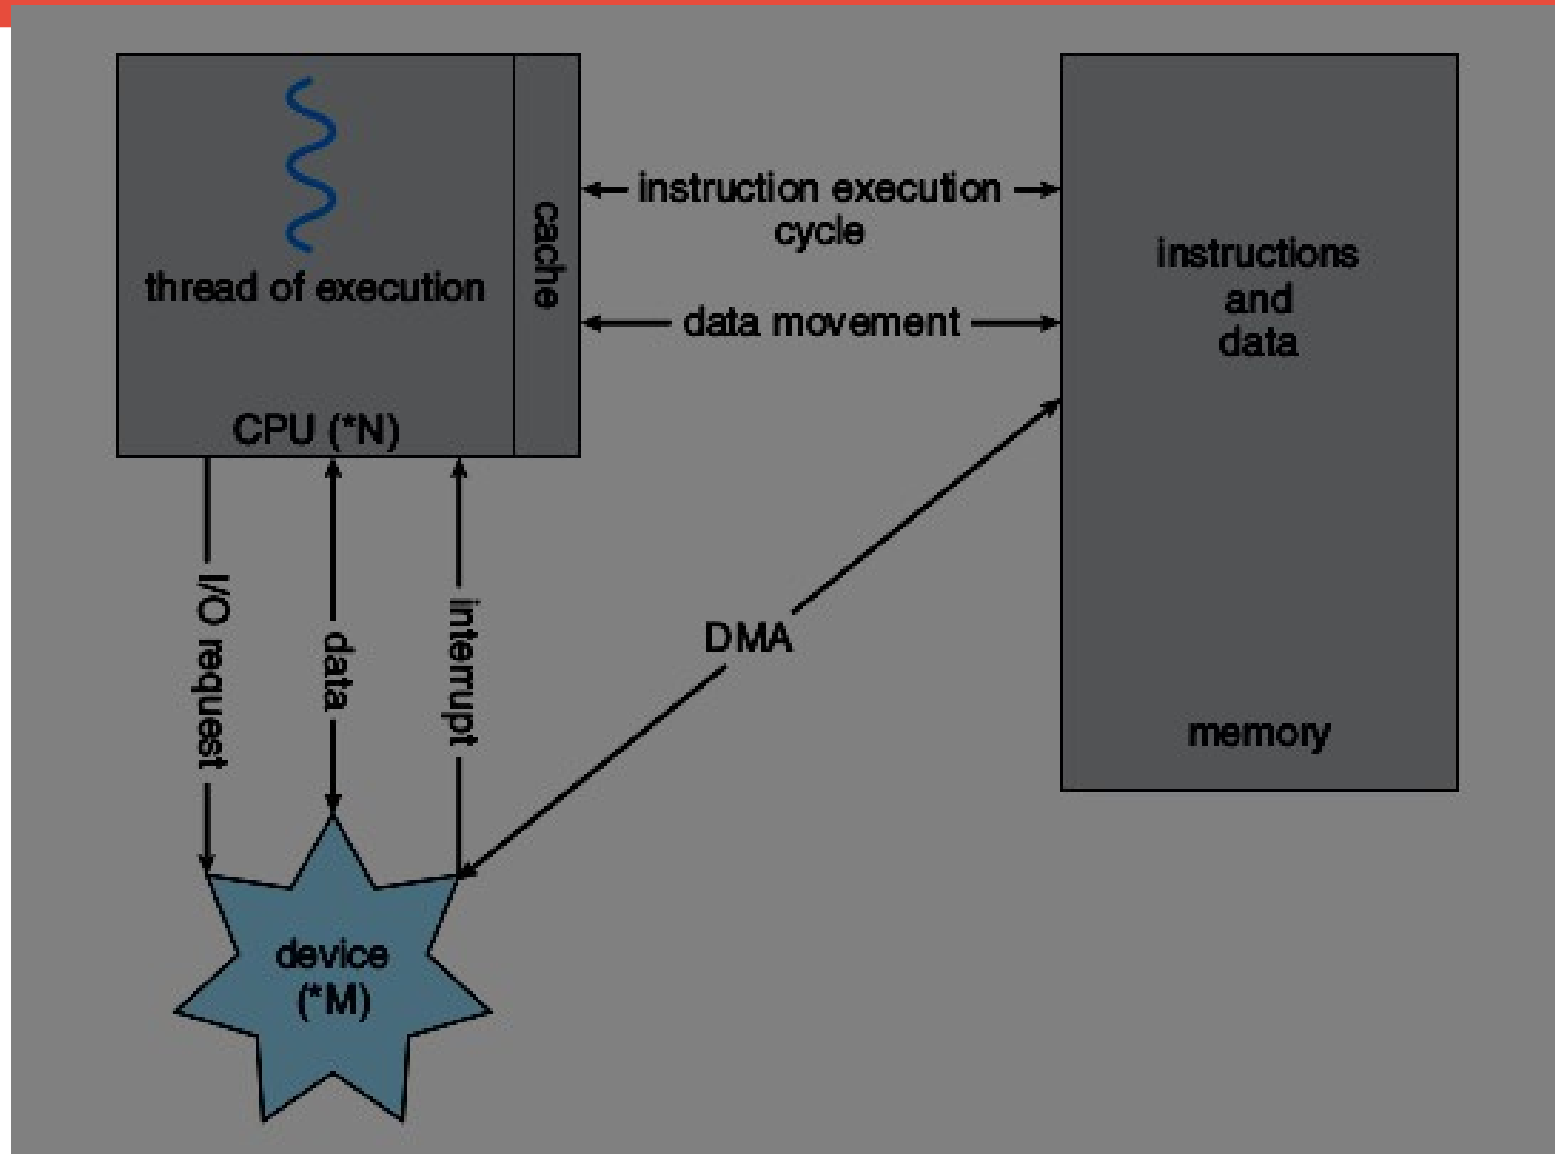 thread of execution
CPU (*N)
cache
instruction execution
cycle
data movement
instructions
and
data
memory
I/O request
data
interrupt
DMA
device
(*M)